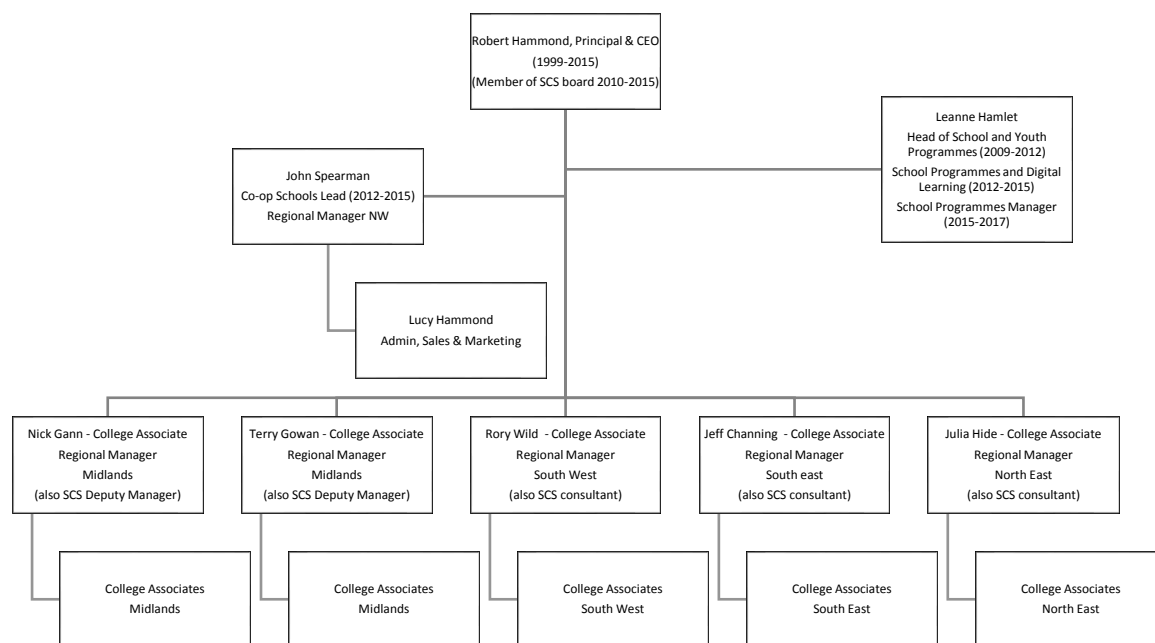 Robert Hammond, Principal & CEO
(1999-2015)
(Member of SCS board 2010-2015)
Leanne Hamlet
Head of School and Youth
Programmes (2009-2012)
School Programmes and Digital
Learning (2012-2015)
School Programmes Manager
(2015-2017)
John Spearman
Co-op Schools Lead (2012-2015)
Regional Manager NW
Lucy Hammond
Admin, Sales & Marketing
Nick Gann - College Associate
Regional Manager
Midlands
(also SCS Deputy Manager)
Terry Gowan - College Associate
Regional Manager
Midlands
(also SCS Deputy Manager)
Rory Wild - College Associate
Regional Manager
South West
(also SCS consultant)
Jeff Channing - College Associate
Regional Manager
South east
(also SCS consultant)
Julia Hide - College Associate
Regional Manager
North East
(also SCS consultant)
College Associates
Midlands
College Associates
Midlands
College Associates
South West
College Associates
South East
College Associates
North East